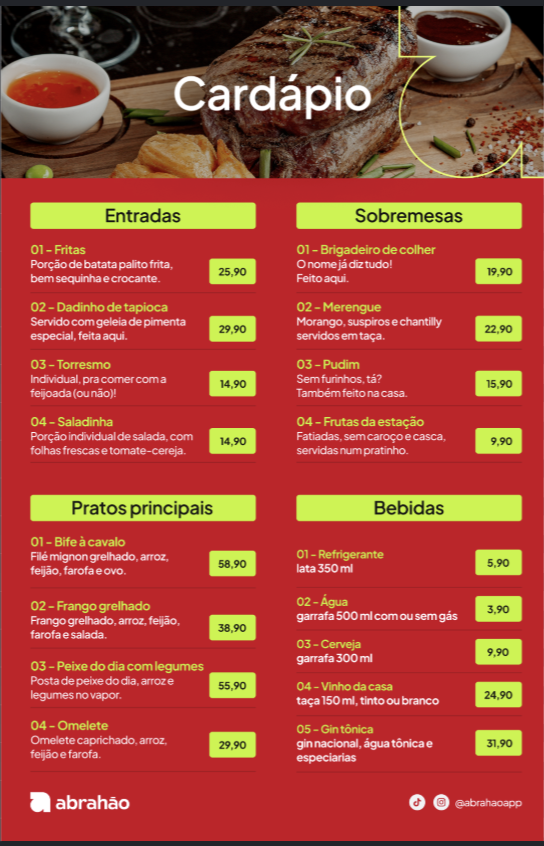 Cardápio
Entradas
01 – Fritas
Porção de batata palito frita,
bem sequinha e crocante.
25,90
02 – Dadinho de tapioca
Servido com geleia de pimenta
especial, feita aqui.
29,90
03 – Torresmo
Individual, pra comer com a
feijoada (ou não)!
14,90
04 – Saladinha
Porção individual de salada, com
folhas frescas e tomate-cereja.
14,90
Sobremesas
01 – Brigadeiro de colher
O nome já diz tudo!
Feito aqui.
19,90
02 – Merengue
Morango, suspiros e chantilly
servidos em taça.
22,90
03 – Pudim
Sem furinhos, tá?
Também feito na casa.
15,90
04 – Frutas da estação
Fatiadas, sem caroço e casca,
servidas num pratinho.
9,90
Pratos principais
01 – Bife à cavalo
Filé mignon grelhado, arroz,
feijão, farofa e ovo.
58,90
02 – Frango grelhado
Frango grelhado, arroz, feijão,
farofa e salada.
38,90
03 – Peixe do dia com legumes
Posta de peixe do dia, arroz e
legumes no vapor.
55,90
04 – Omelete
Omelete caprichado, arroz,
feijão e farofa.
29,90
Bebidas
01 – Refrigerante
lata 350 ml
5,90
02 – Água
garrafa 500 ml com ou sem gás
3,90
03 – Cerveja
garrafa 300 ml
9,90
04 – Vinho da casa
taça 150 ml, tinto ou branco
24,90
05 – Gin tônica
gin nacional, água tônica e
especiarias
31,90
abrahão
@abrahaoapp